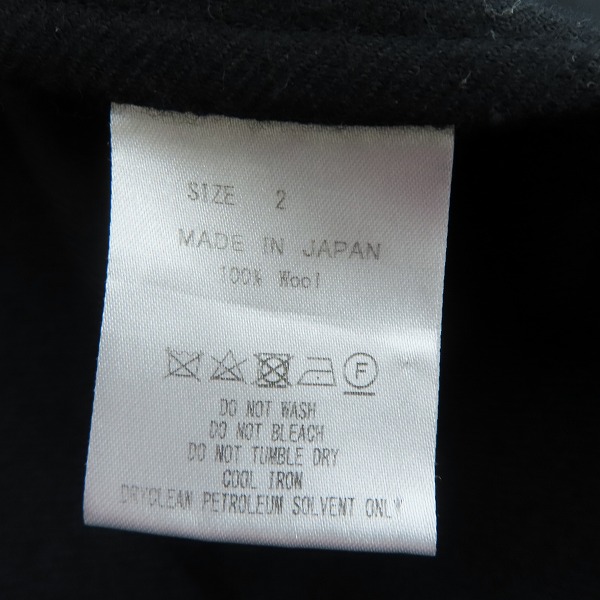 SIZE 2
MADE IN JAPAN
100% Wool
F
DO NOT WASH
DO NOT BLEACH
DO NOT TUMBLE DRY
COOL IRON
DRYCLEAN PETROLEUM SOLVENT ONLY